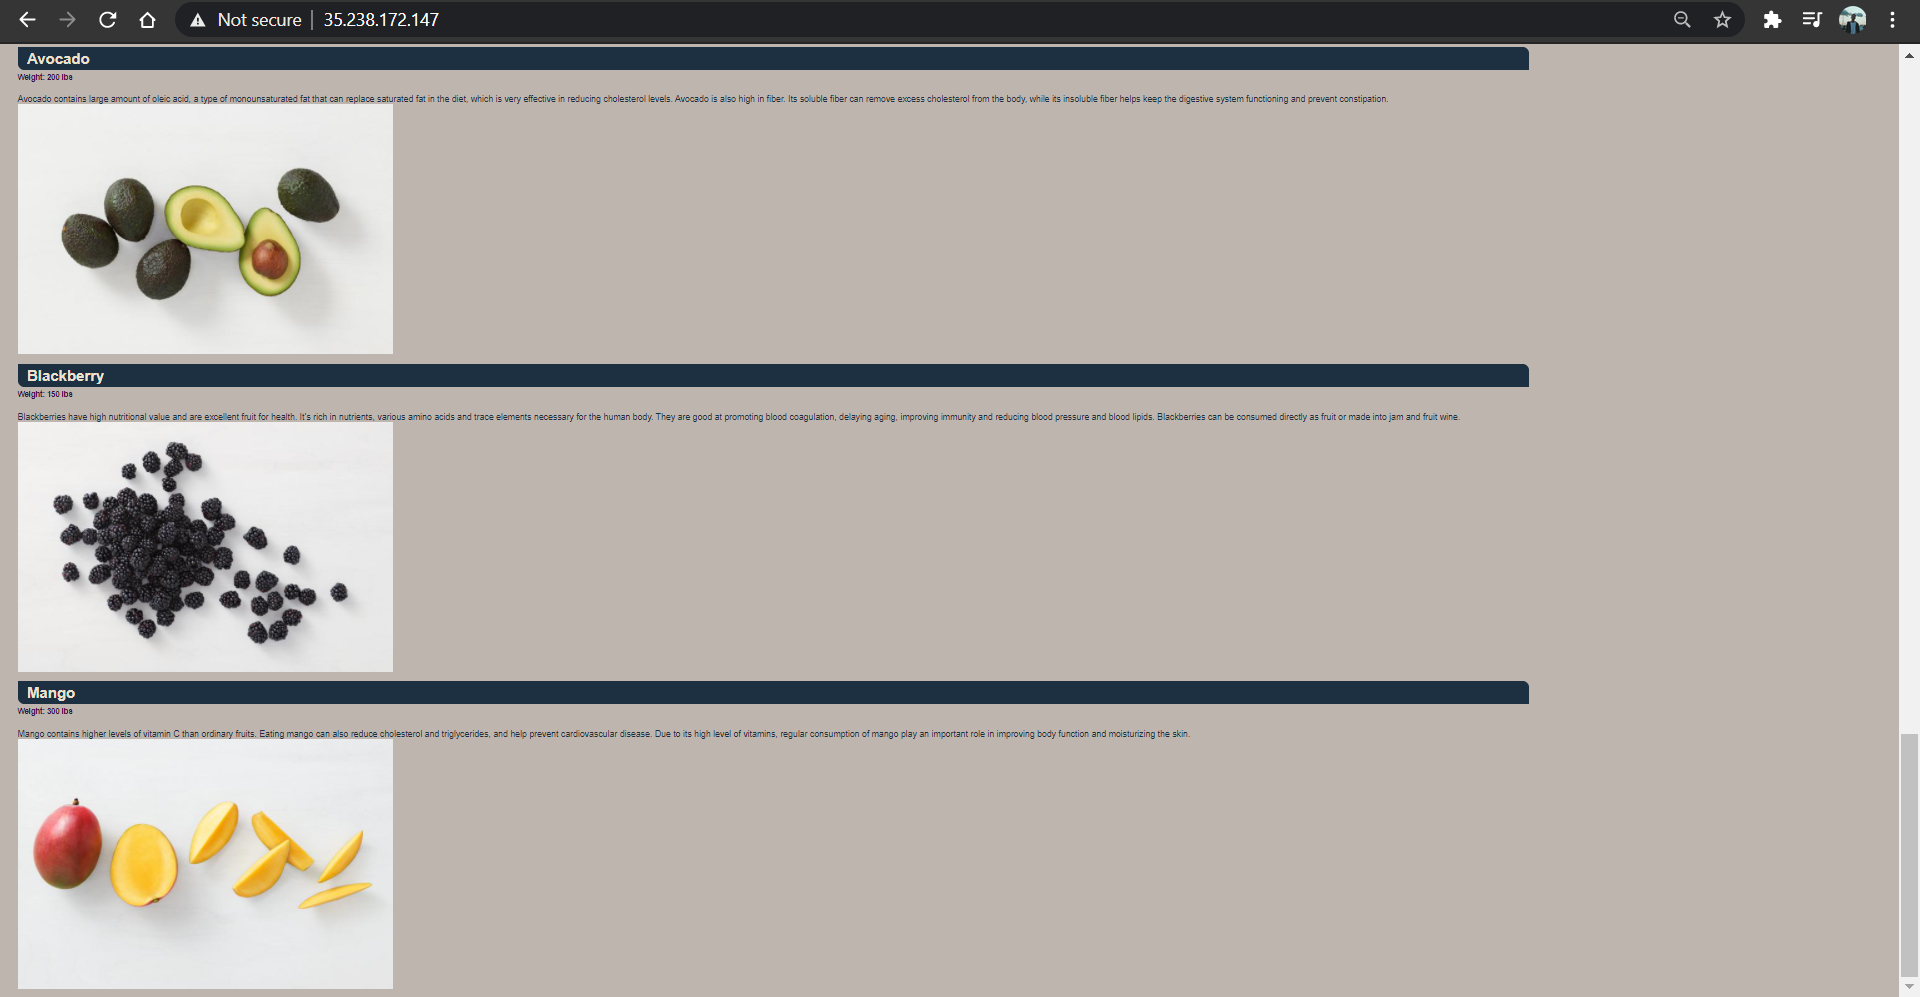 Not secure | 35.238.172.147
Avocado
Weight: 200 lbs
Avocado contains large amount of oleic acid, a type of monounsaturated fat that can replace saturated fat in the diet, which is very effective in reducing cholesterol levels. Avocado is also high in fiber. Its soluble fiber can remove excess cholesterol from the body, while its insoluble fiber helps keep the digestive system functioning and prevent constipation.
Blackberry
Weight: 150 lbs
Blackberries have high nutritional value and are excellent fruit for health. It's rich in nutrients, various amino acids and trace elements necessary for the human body. They are good at promoting blood coagulation, delaying aging, improving immunity and reducing blood pressure and blood lipids. Blackberries can be consumed directly as fruit or made into jam and fruit wine.
Mango
Weight: 300 lbs
Mango contains higher levels of vitamin C than ordinary fruits. Eating mango can also reduce cholesterol and triglycerides, and help prevent cardiovascular disease. Due to its high level of vitamins, regular consumption of mango play an important role in improving body function and moisturizing the skin.